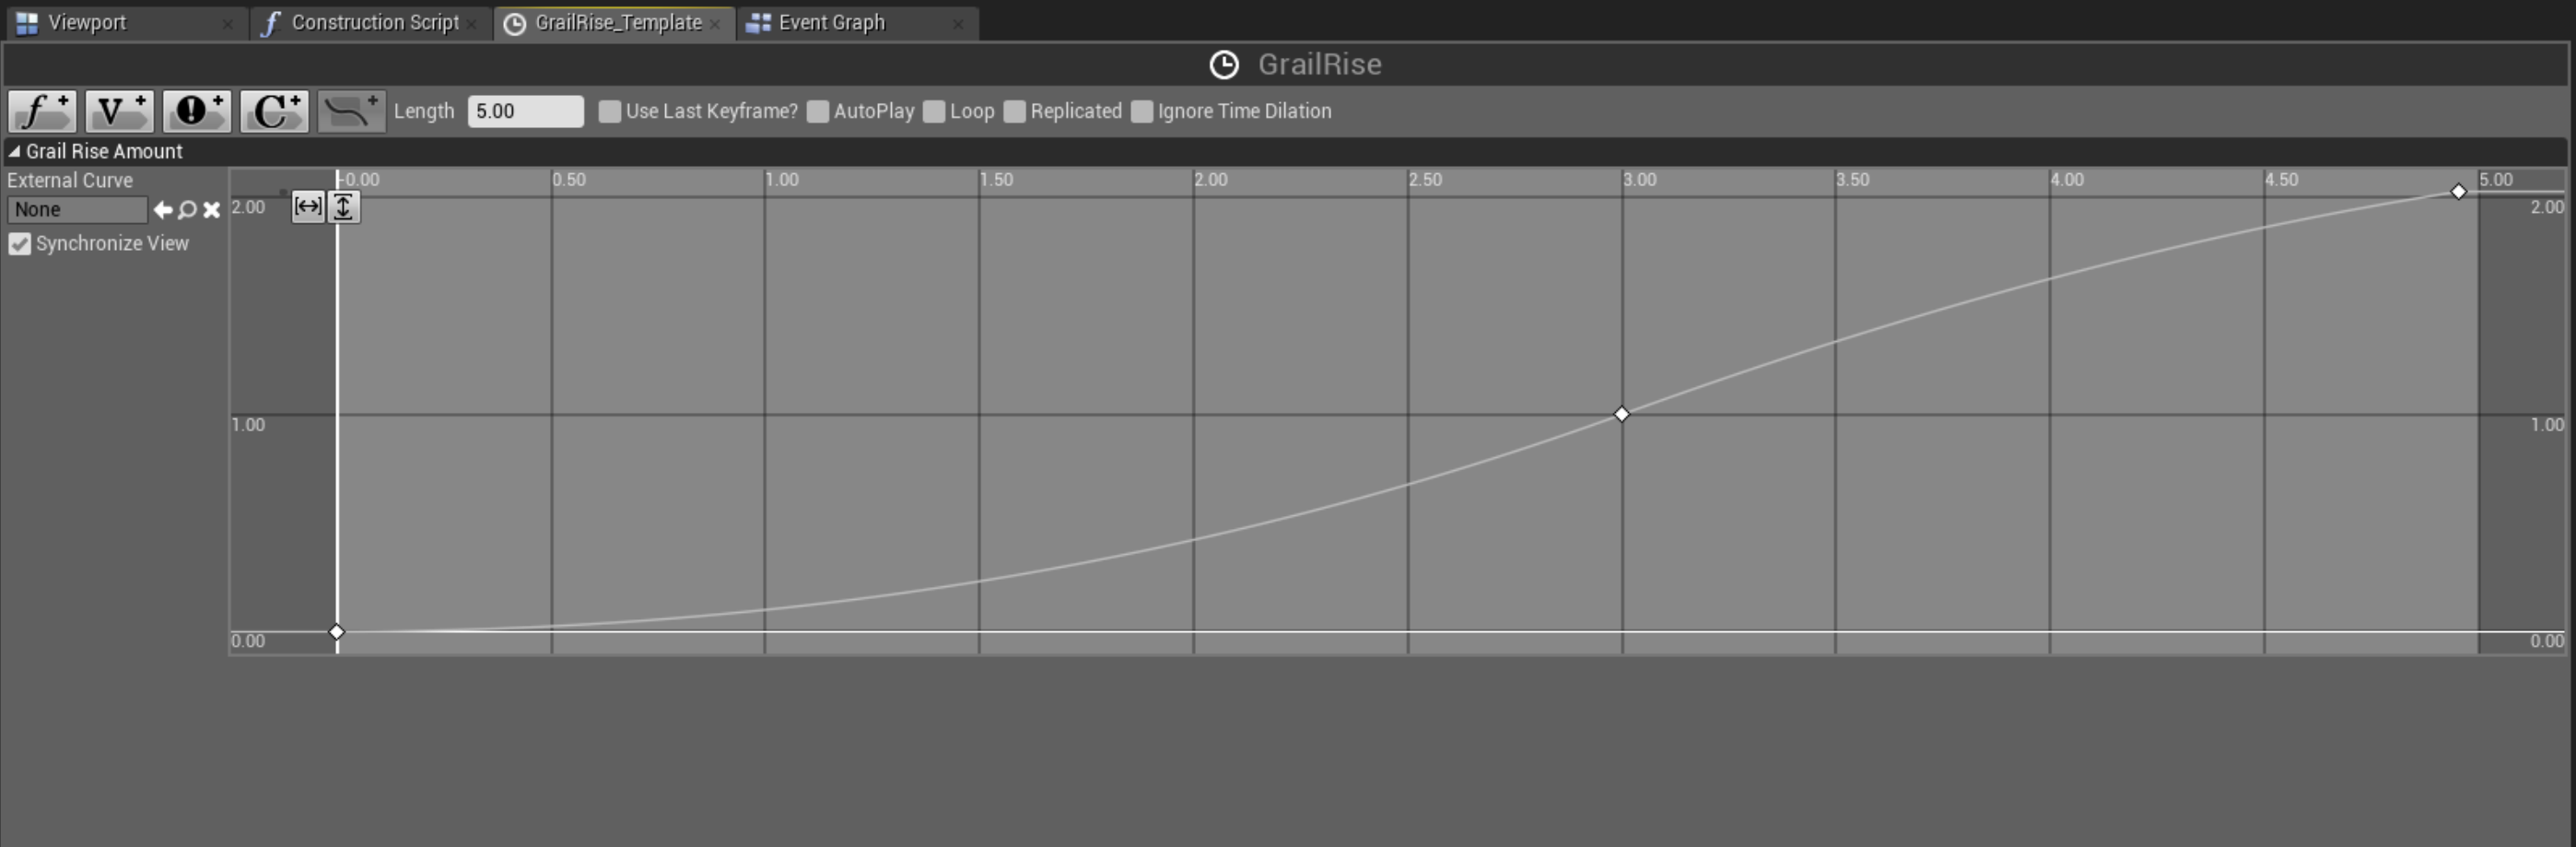 Viewport
Construction Script
GrailRise_Template
Event Graph
GrailRise
Length 5.00 Use Last Keyframe? AutoPlay Loop Replicated Ignore Time Dilation
Grail Rise Amount
External Curve
None
Synchronize View
-0.00 0.50 1.00 1.50 2.00 2.50 3.00 3.50 4.00 4.50 5.00
2.00 2.00
1.00 1.00
0.00 0.00